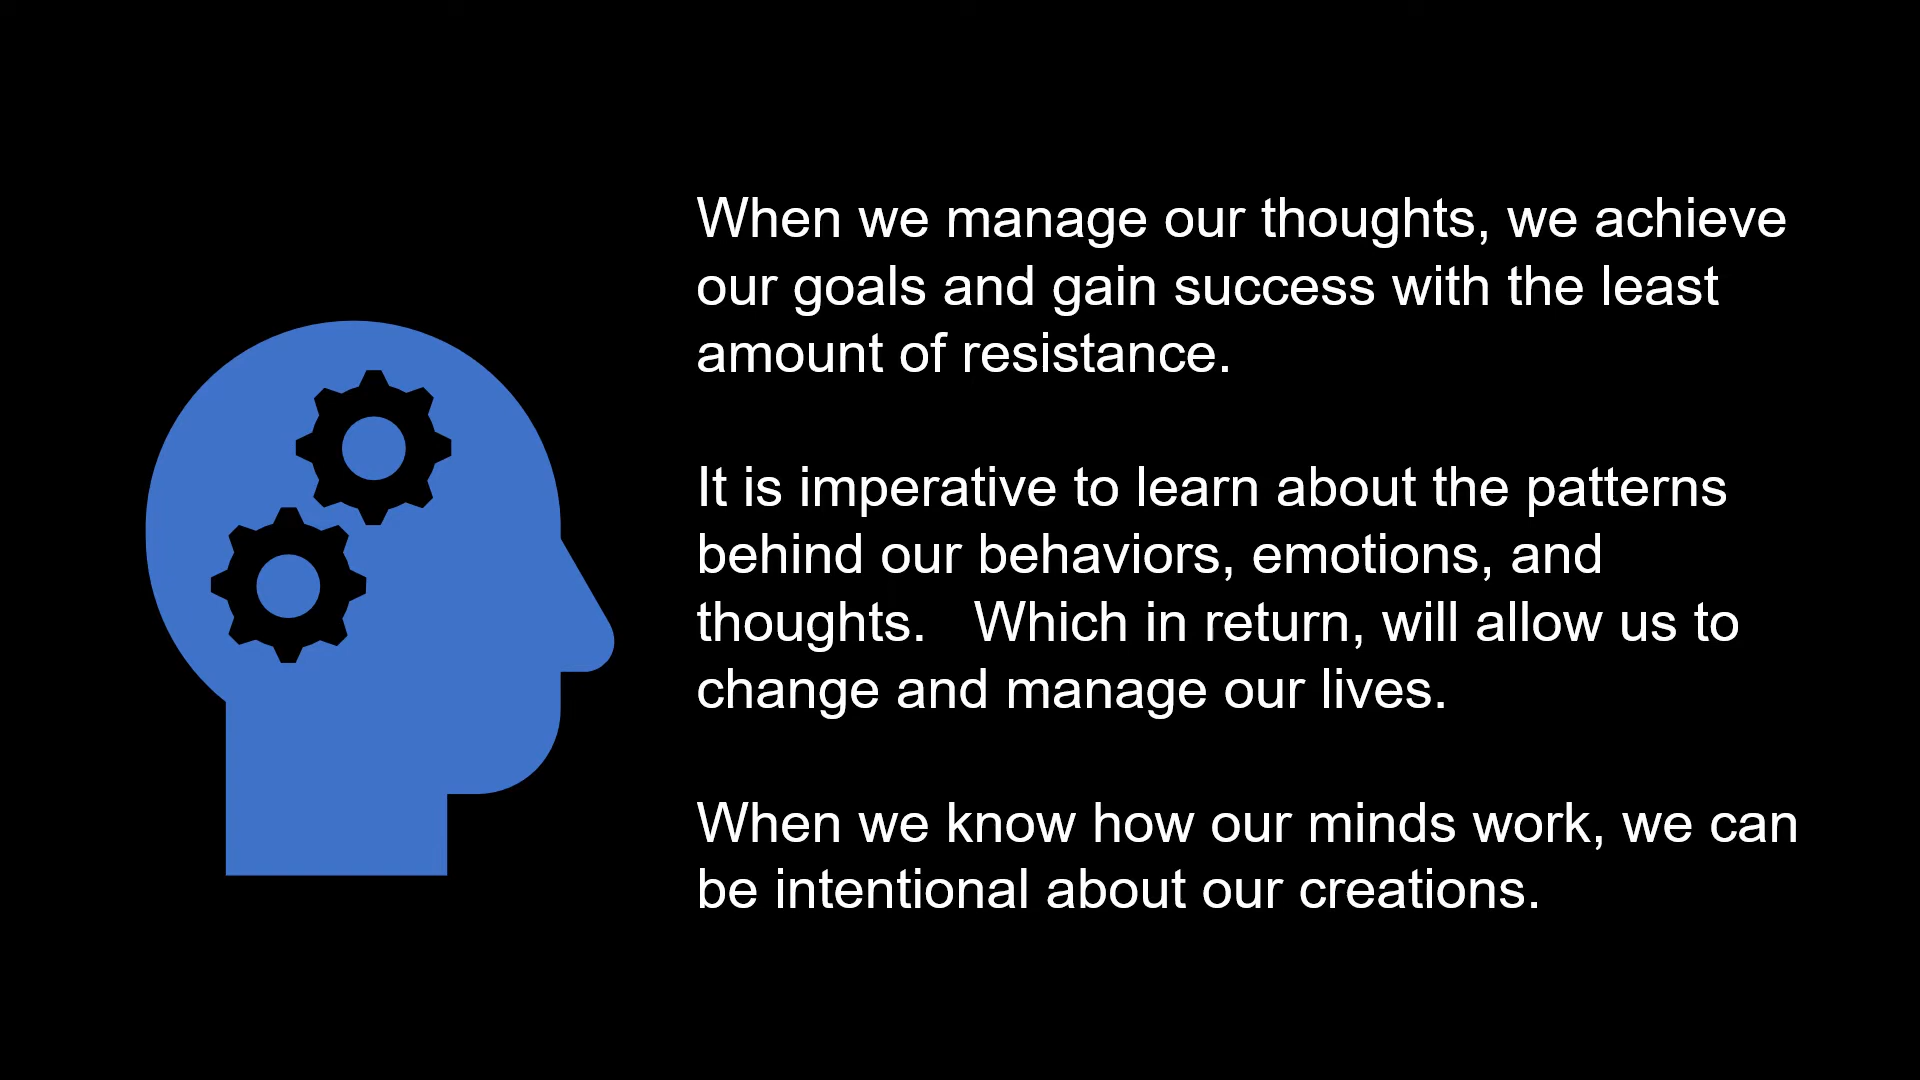 When we manage our thoughts, we achieve
our goals and gain success with the least
amount of resistance.
It is imperative to learn about the patterns
behind our behaviors, emotions, and
thoughts.   Which in return, will allow us to
change and manage our lives.
When we know how our minds work, we can
be intentional about our creations.